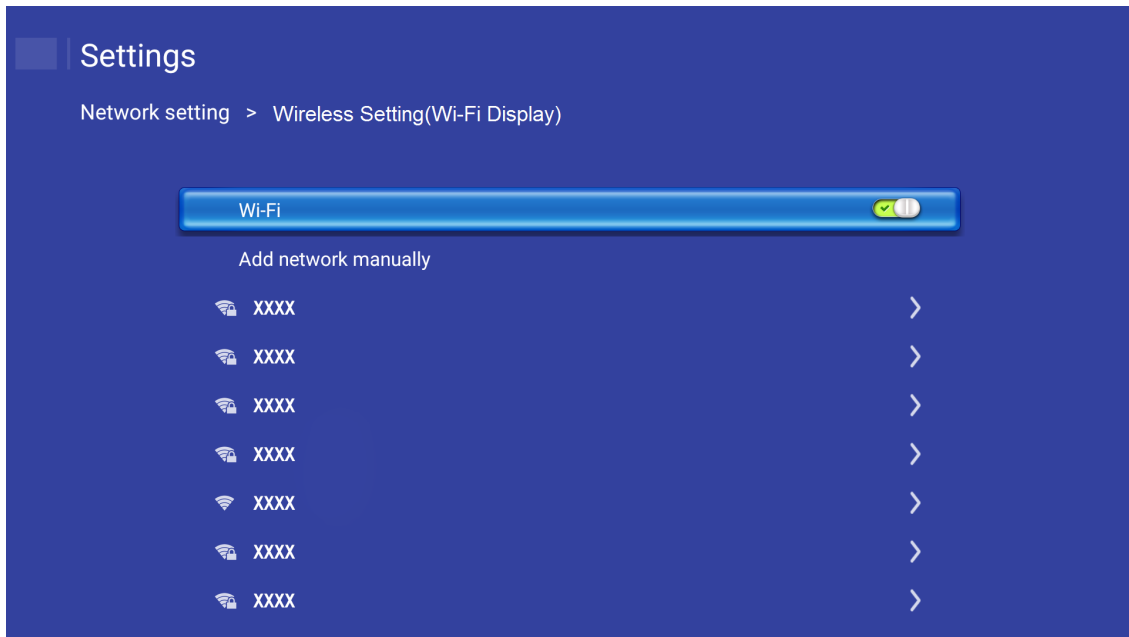 Settings
Network setting > Wireless Setting(Wi-Fi Display)
Wi-Fi
Add network manually
XXXX
XXXX
XXXX
XXXX
XXXX
XXXX
XXXX